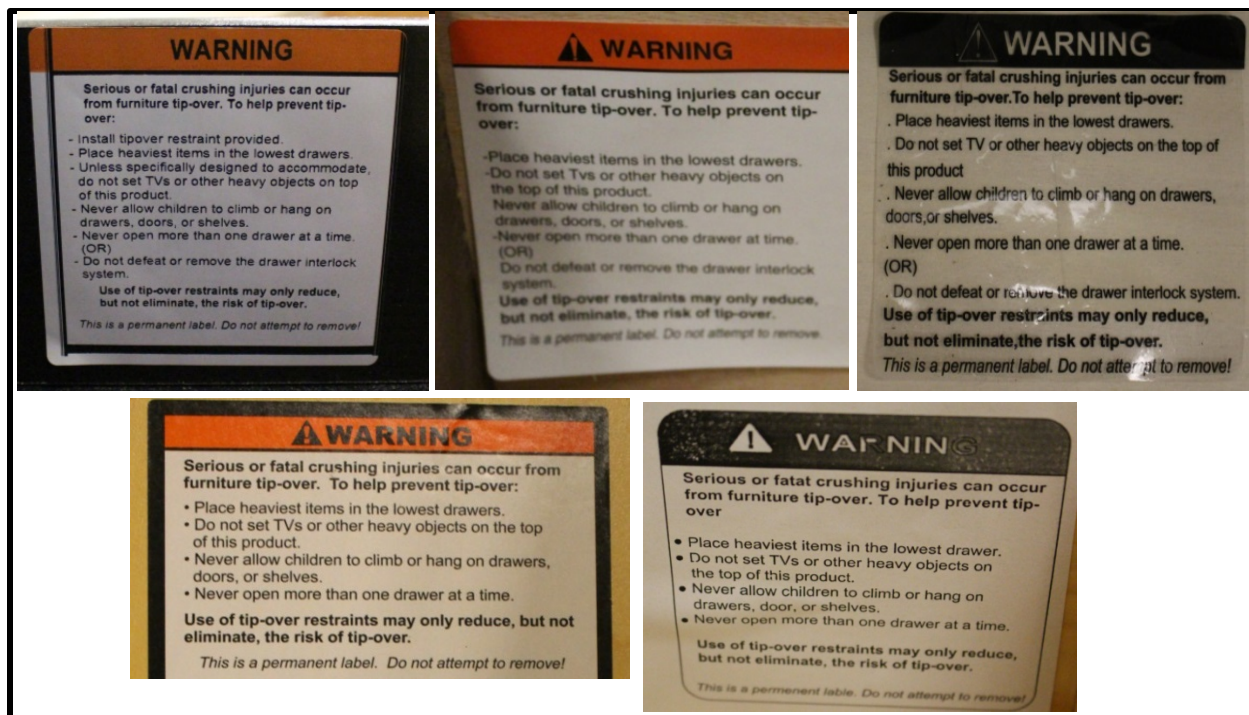 WARNING
Serious or fatal crushing injuries can occur
from furniture tip-over. To help prevent tip-
over:
- Install tipover restraint provided.
- Place heaviest items in the lowest drawers.
- Unless specifically designed to accommodate,
do not set TVs or other heavy objects on top
of this product.
- Never allow children to climb or hang on
drawers, doors, or shelves.
- Never open more than one drawer at a time.
(OR)
- Do not defeat or remove the drawer interlock
system.
Use of tip-over restraints may only reduce,
but not eliminate, the risk of tip-over.
This is a permanent label. Do not attempt to remove!
WARNING
Serious or fatal crushing injuries can occur
from furniture tip-over. To help prevent tip-
over:
-Place heaviest items in the lowest drawers.
-Do not set Tvs or other heavy objects on
the top of this product.
Never allow children to climb or hang on
drawers, doors, or shelves.
-Never open more than one drawer at a time.
(OR)
Do not defeat or remove the drawer interlock
system.
Use of tip-over restraints may only reduce,
but not eliminate, the risk of tip-over.
This is a permanent label. Do not attempt to remove.
WARNING
Serious or fatal crushing injuries can occur from
furniture tip-over.To help prevent tip-over:
. Place heaviest items in the lowest drawers.
. Do not set TV or other heavy objects on the top of
this product
. Never allow children to climb or hang on drawers,
doors,or shelves.
. Never open more than one drawer at a time.
(OR)
. Do not defeat or remove the drawer interlock system.
Use of tip-over restraints may only reduce,
but not eliminate,the risk of tip-over.
This is a permanent label. Do not attempt to remove!
WARNING
Serious or fatal crushing injuries can occur from
furniture tip-over. To help prevent tip-over:
• Place heaviest items in the lowest drawers.
• Do not set TVs or other heavy objects on the top
of this product.
• Never allow children to climb or hang on drawers,
doors, or shelves.
• Never open more than one drawer at a time.
Use of tip-over restraints may only reduce, but not
eliminate, the risk of tip-over.
This is a permanent label. Do not attempt to remove!
WARNING
Serious or fatat crushing injuries can occur
from furniture tip-over. To help prevent tip-
over
• Place heaviest items in the lowest drawer.
• Do not set TVs or other heavy objects on
the top of this product.
• Never allow children to climb or hang on
drawers, door, or shelves.
• Never open more than one drawer at a time.
Use of tip-over restraints may only reduce,
but not eliminate, the risk of tip-over.
This is a permenent lable. Do not attempt to remove!